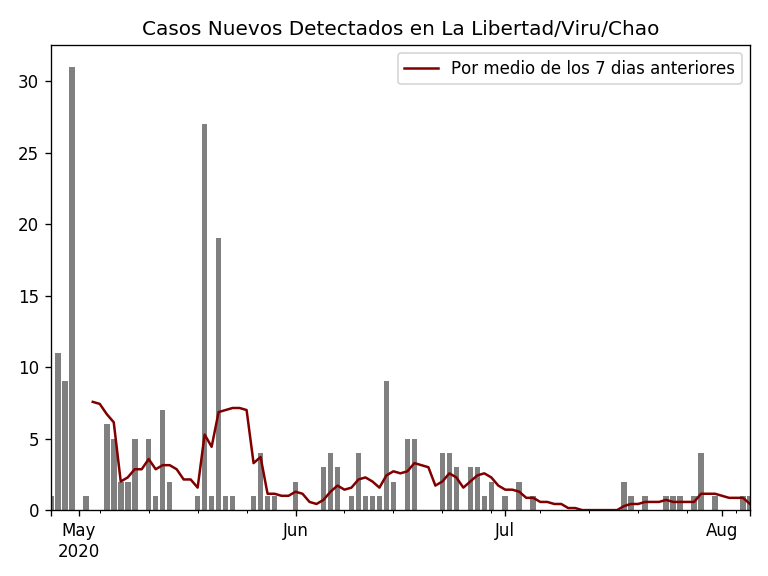 Casos Nuevos Detectados en La Libertad/Viru/Chao
Por medio de los 7 dias anteriores
30
25
20
15
10
5
0
May
2020
Jun
Jul
Aug